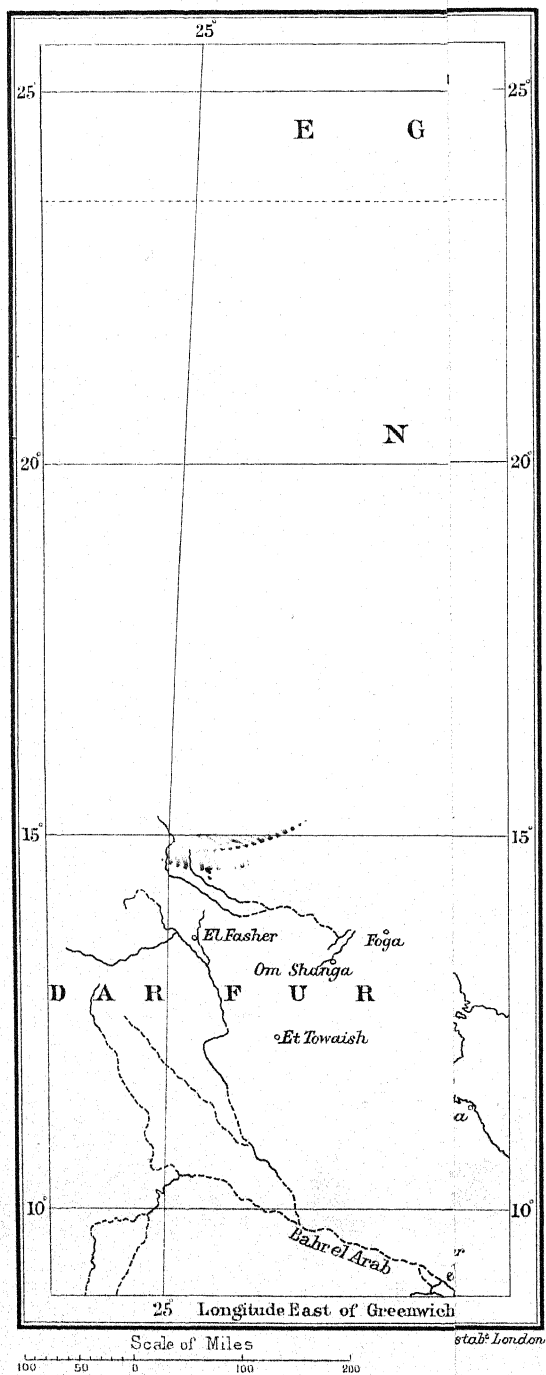 25°
25° 25°
E G
N
20° 20°
15° 15°
El Fasher
Foga
Om Shanga
D A R F U R
Et Towaish
a
10° 10°
Bahr el Arab
r
e
25° Longitude East of Greenwich
Scale of Miles
stabt. London
100 50 0 100 200